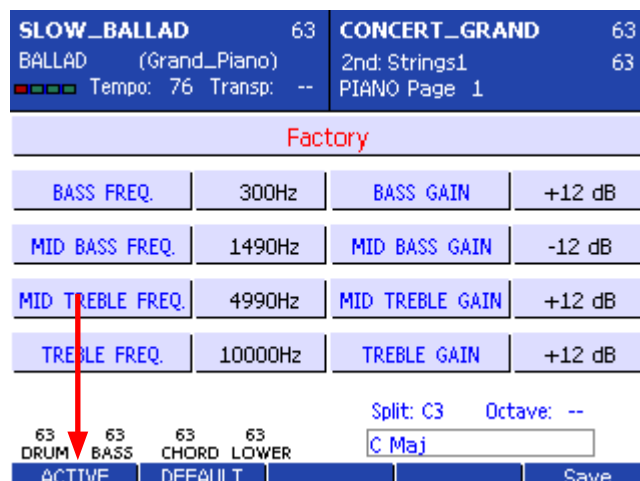 SLOW_BALLAD 63 CONCERT_GRAND 63
BALLAD (Grand_Piano) 2nd: Strings1 63
Tempo: 76 Transp: -- PIANO Page 1
Factory
BASS FREQ. 300Hz BASS GAIN +12 dB
MID BASS FREQ. 1490Hz MID BASS GAIN -12 dB
MID TREBLE FREQ. 4990Hz MID TREBLE GAIN +12 dB
TREBLE FREQ. 10000Hz TREBLE GAIN +12 dB
Split: C3 Octave: --
63 63 63 63
DRUM BASS CHORD LOWER C Maj
ACTIVE DEFAULT Save